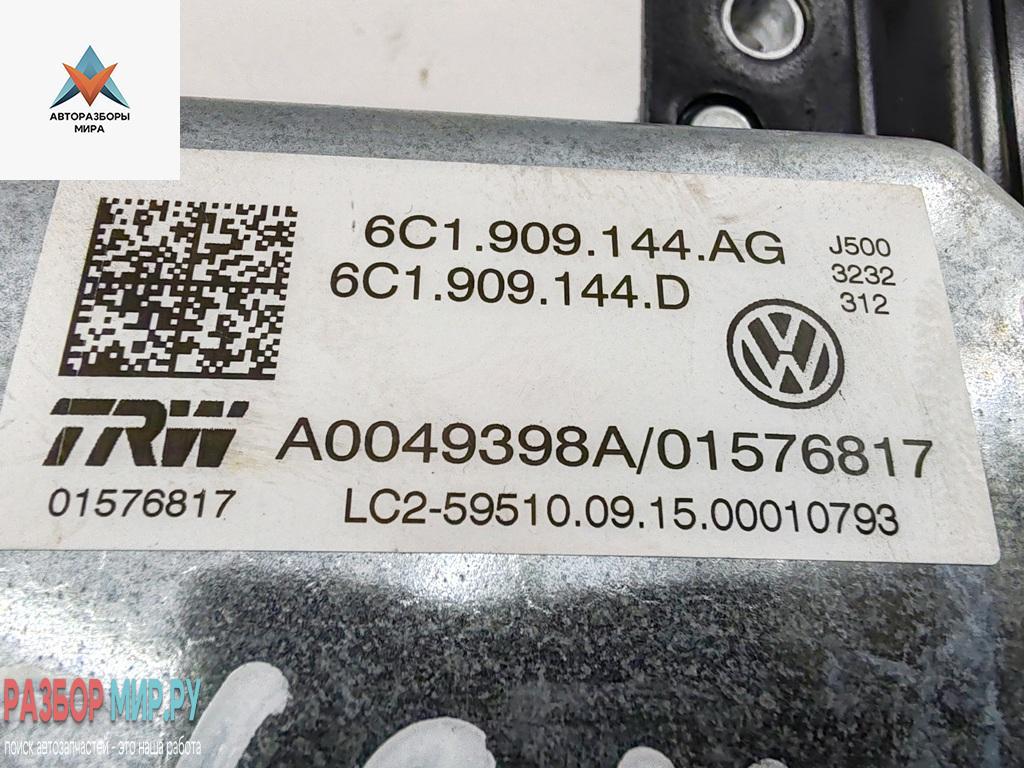 АВТОРАЗБОРЫ
МИРА
6C1.909.144.AG
6C1.909.144.D
J500
3232
312
TRW
A0049398A/01576817
01576817
LC2-59510.09.15.00010793
РАЗБОР МИР.РУ
поиск автозапчастей - это наша работа